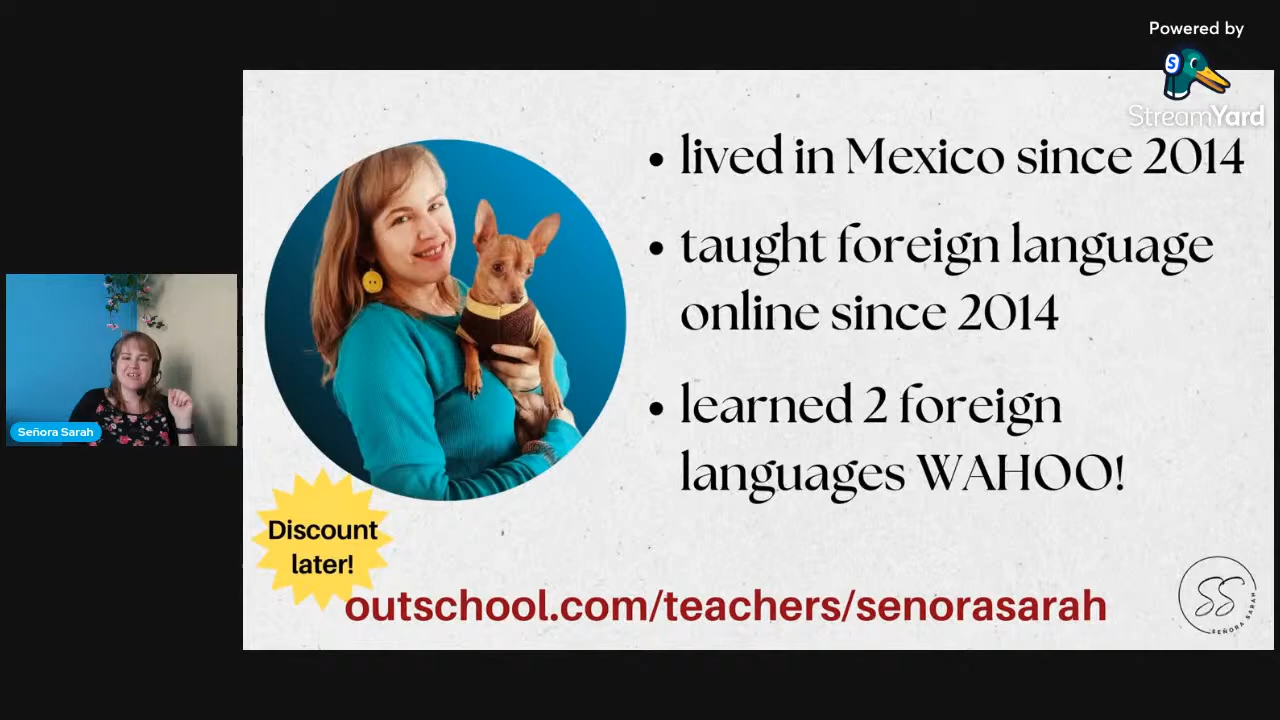 Powered by
StreamYard
• lived in Mexico since 2014
• taught foreign language
online since 2014
• learned 2 foreign
languages WAHOO!
Señora Sarah
Discount
later!
outschool.com/teachers/senorasarah
SS
SEÑORA SARAH